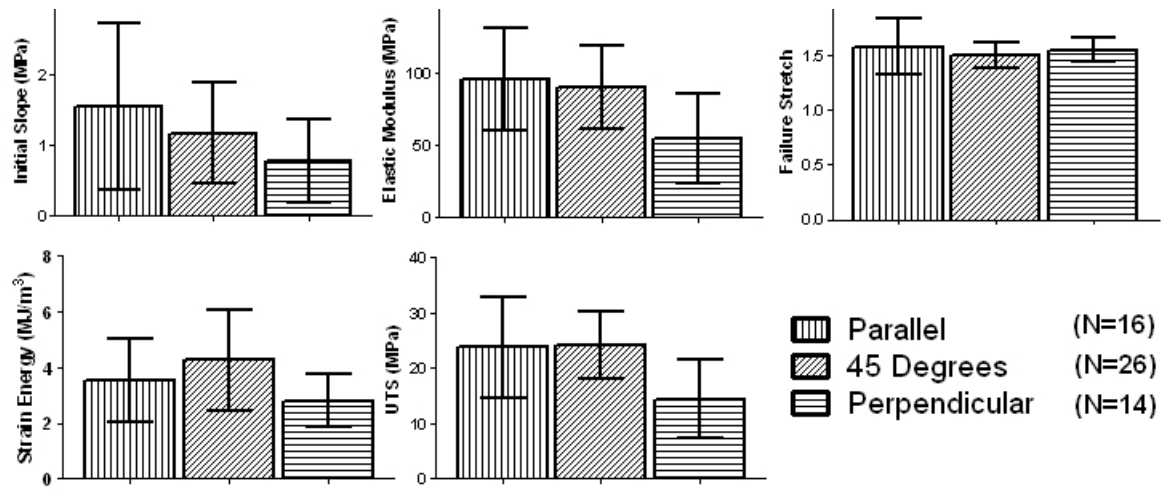 Initial Slope (MPa)
2
1
0
Elastic Modulus (MPa)
100
50
0
Failure Stretch
1.5
1.0
0.5
0.0
Strain Energy (MJ/m³)
8
6
4
2
0
UTS (MPa)
40
30
20
10
0
Parallel (N=16)
45 Degrees (N=26)
Perpendicular (N=14)